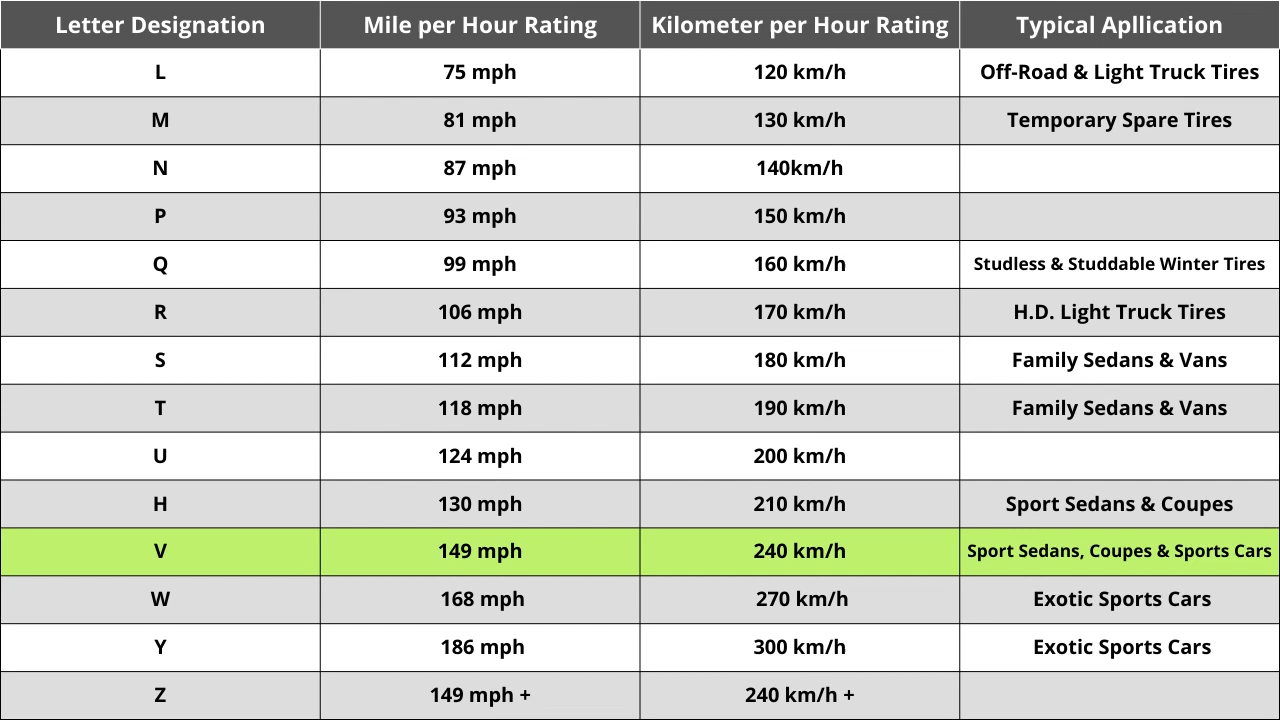 Letter Designation Mile per Hour Rating Kilometer per Hour Rating Typical Apllication
L 75 mph 120 km/h Off-Road & Light Truck Tires
M 81 mph 130 km/h Temporary Spare Tires
N 87 mph 140km/h
P 93 mph 150 km/h
Q 99 mph 160 km/h Studless & Studdable Winter Tires
R 106 mph 170 km/h H.D. Light Truck Tires
S 112 mph 180 km/h Family Sedans & Vans
T 118 mph 190 km/h Family Sedans & Vans
U 124 mph 200 km/h
H 130 mph 210 km/h Sport Sedans & Coupes
V 149 mph 240 km/h Sport Sedans, Coupes & Sports Cars
W 168 mph 270 km/h Exotic Sports Cars
Y 186 mph 300 km/h Exotic Sports Cars
Z 149 mph + 240 km/h +